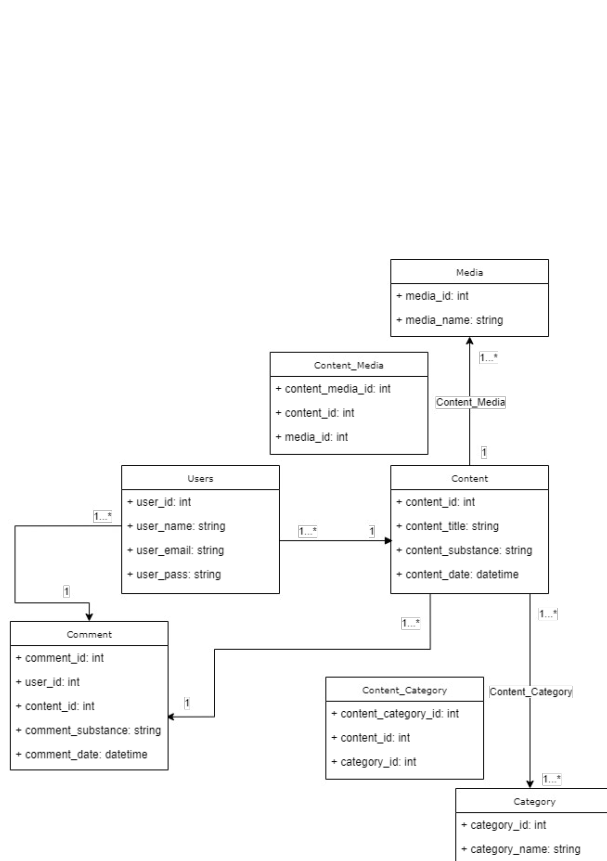 Media
+ media_id: int
+ media_name: string
1...*
Content_Media
+ content_media_id: int
+ content_id: int
+ media_id: int
Content_Media
1
Users
+ user_id: int
+ user_name: string
+ user_email: string
+ user_pass: string
Content
+ content_id: int
+ content_title: string
+ content_substance: string
+ content_date: datetime
1...*
1...*
1
1
1...*
1...*
Comment
+ comment_id: int
+ user_id: int
+ content_id: int
+ comment_substance: string
+ comment_date: datetime
1
Content_Category
+ content_category_id: int
+ content_id: int
+ category_id: int
Content_Category
1...*
Category
+ category_id: int
+ category_name: string